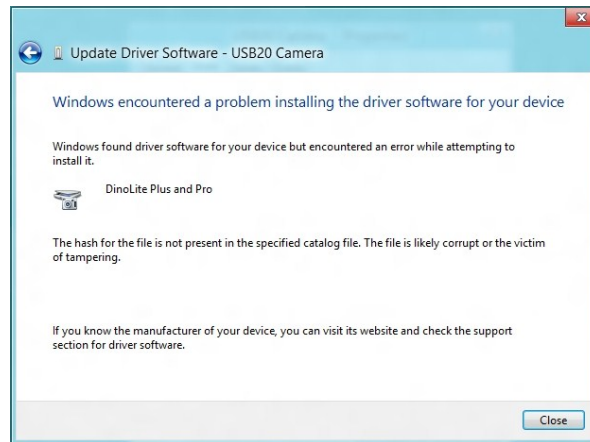 Update Driver Software - USB20 Camera
Windows encountered a problem installing the driver software for your device
Windows found driver software for your device but encountered an error while attempting to
install it.
DinoLite Plus and Pro
The hash for the file is not present in the specified catalog file. The file is likely corrupt or the victim
of tampering.
If you know the manufacturer of your device, you can visit its website and check the support
section for driver software.
Close